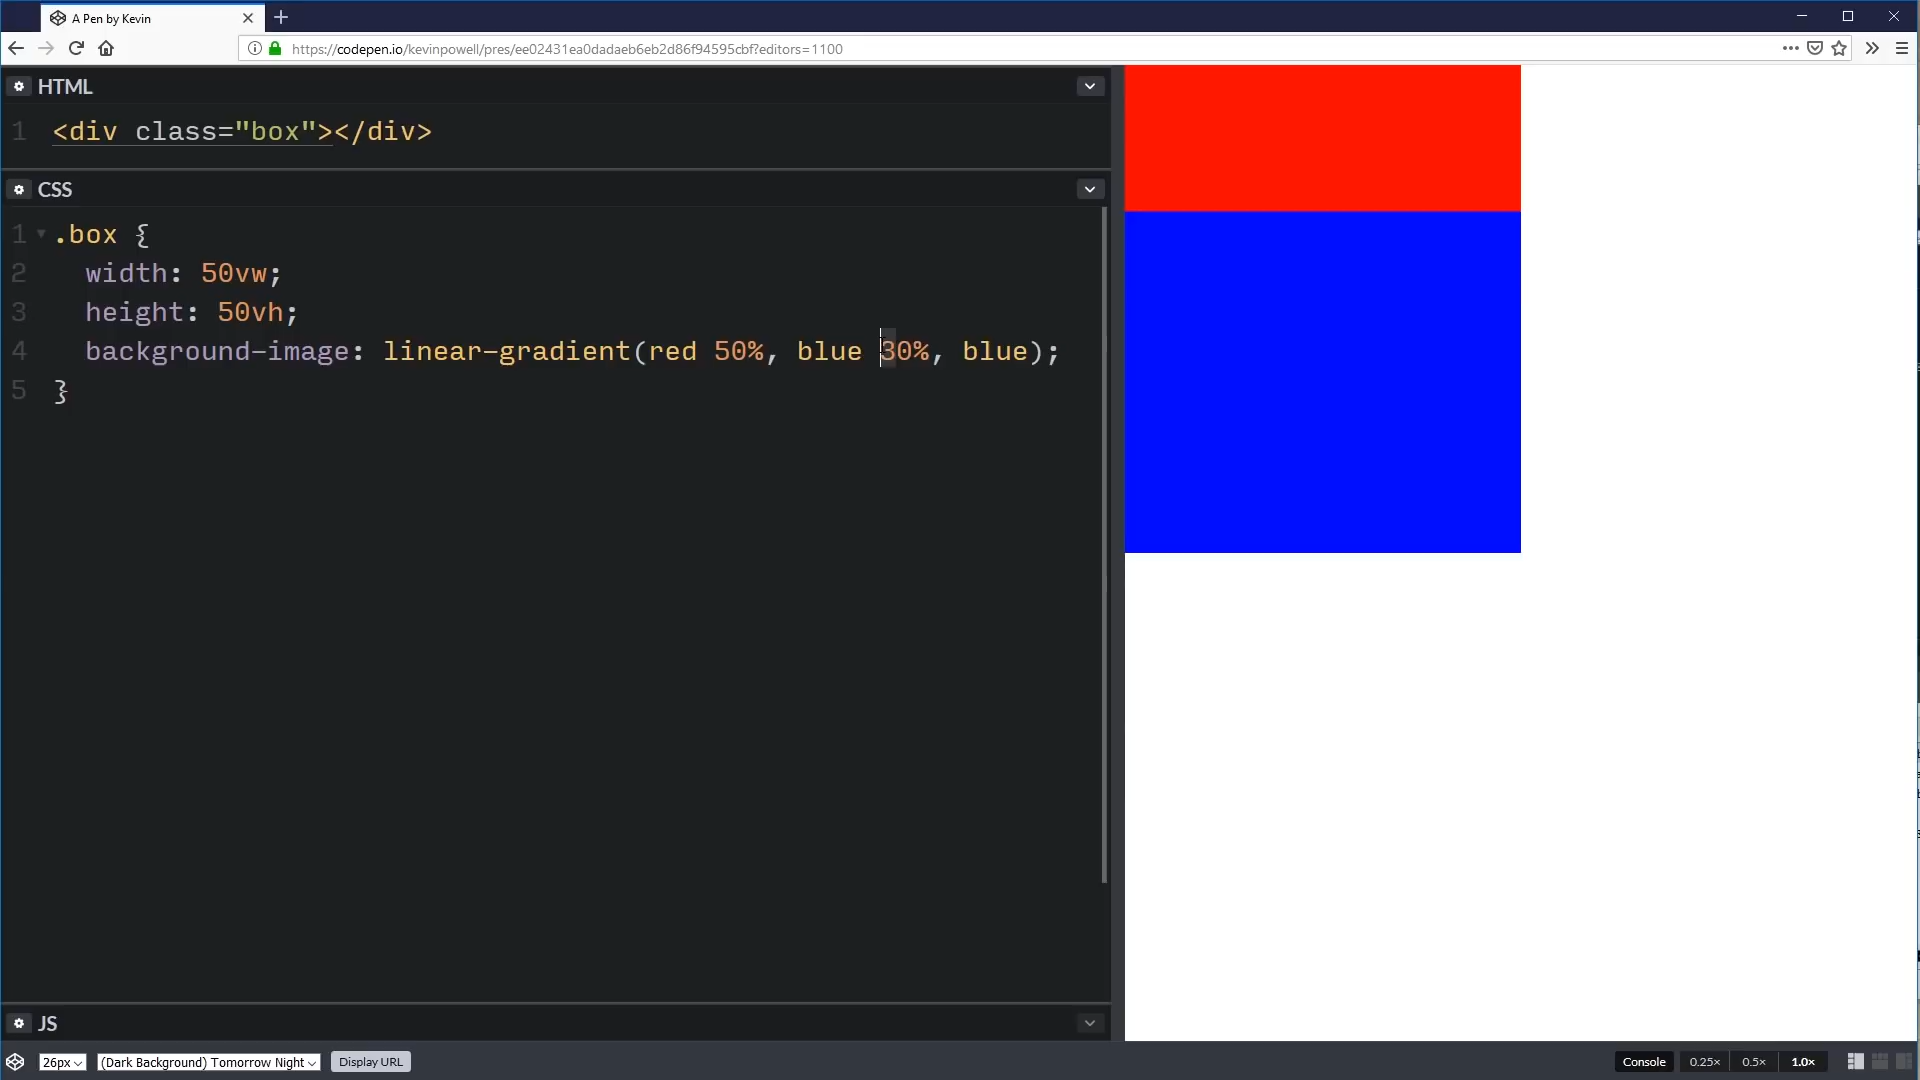 A Pen by Kevin
https://codepen.io/kevinpowell/pres/ee02431ea0dadaeb6eb2d86f94595cbf?editors=1100
HTML
1 <div class="box"></div>
CSS
1 .box {
2 width: 50vw;
3 height: 50vh;
4 background-image: linear-gradient(red 50%, blue 30%, blue);
5 }
JS
26px (Dark Background) Tomorrow Night Display URL Console 0.25× 0.5× 1.0×